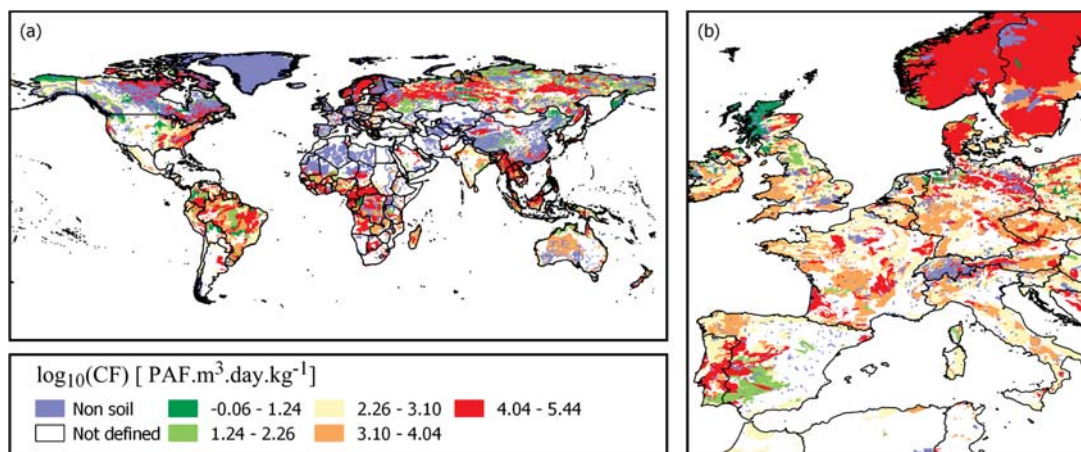 (a)
(b)
log₁₀(CF) [ PAF.m³.day.kg⁻¹]
Non soil
-0.06 - 1.24
2.26 - 3.10
4.04 - 5.44
Not defined
1.24 - 2.26
3.10 - 4.04